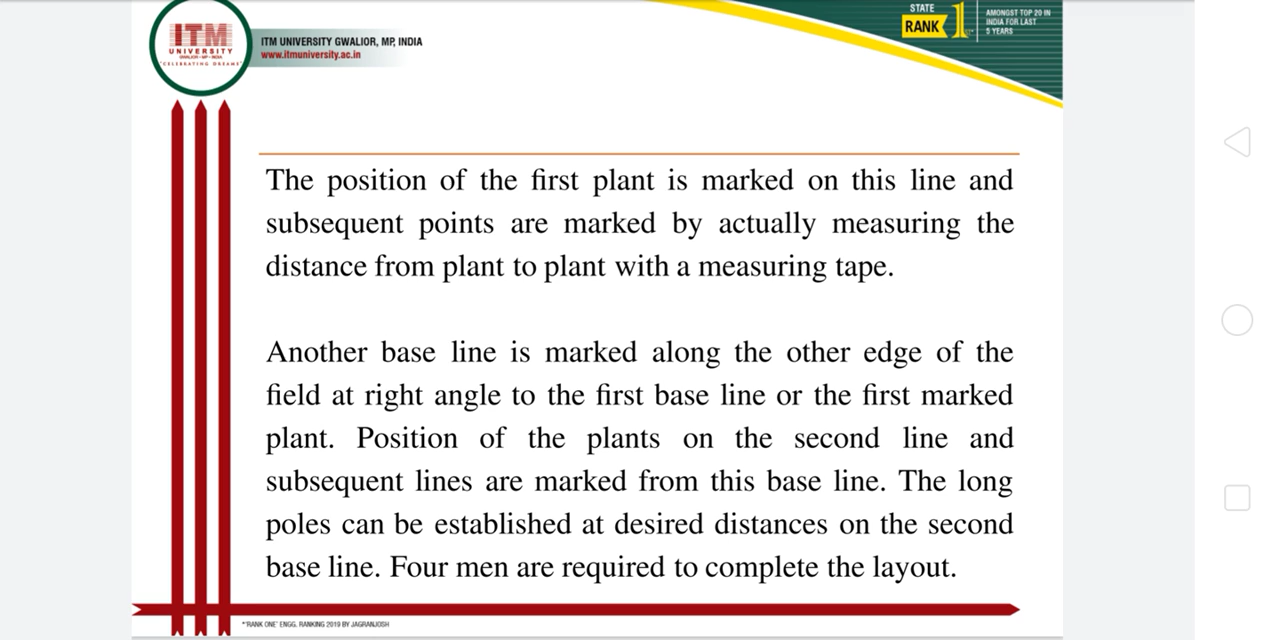 ITM
UNIVERSITY
GWALIOR • MP • INDIA
"CELEBRATING DREAMS"
ITM UNIVERSITY GWALIOR, MP, INDIA
www.itmuniversity.ac.in
STATE
RANK 1
AMONGST TOP 20 IN
INDIA FOR LAST
5 YEARS
The position of the first plant is marked on this line and
subsequent points are marked by actually measuring the
distance from plant to plant with a measuring tape.
Another base line is marked along the other edge of the
field at right angle to the first base line or the first marked
plant. Position of the plants on the second line and
subsequent lines are marked from this base line. The long
poles can be established at desired distances on the second
base line. Four men are required to complete the layout.
*"RANK ONE" ENGG. RANKING 2019 BY JAGRANJOSH